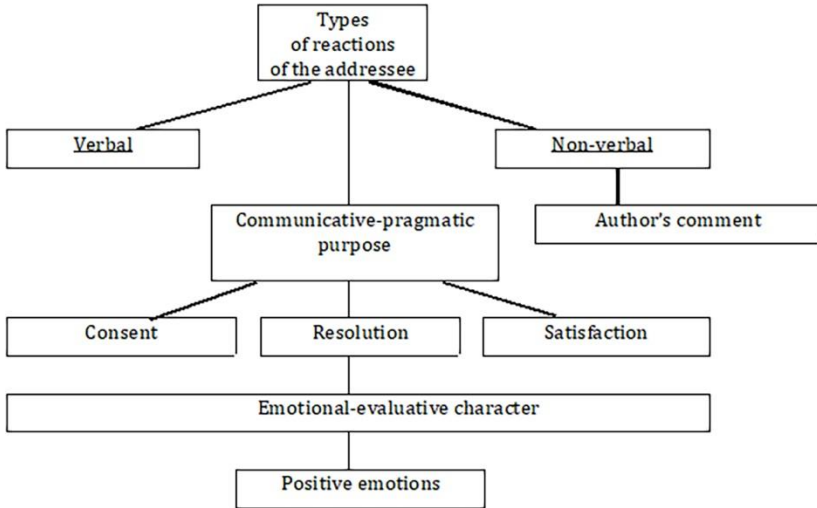 Types
of reactions
of the addressee
Verbal
Non-verbal
Communicative-pragmatic
purpose
Author's comment
Consent
Resolution
Satisfaction
Emotional-evaluative character
Positive emotions